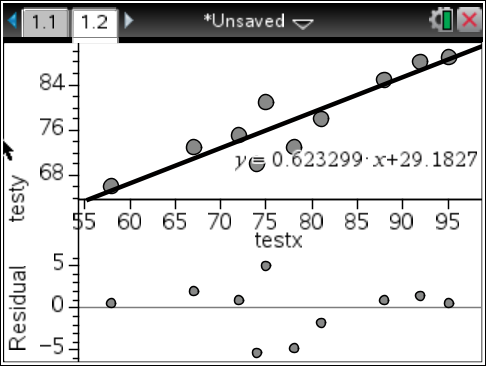 1.1 1.2 *Unsaved
84
76
68
testy
y=0.623299·x+29.1827
55 60 65 70 75 80 85 90 95
testx
5
0
-5
Residual